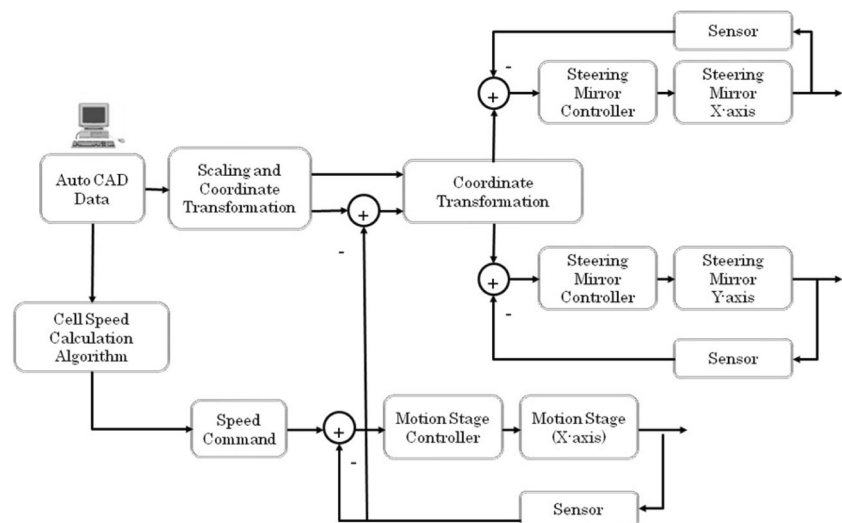 Sensor
-
+
Steering
Mirror
Controller
Steering
Mirror
X-axis
Auto CAD
Data
Scaling and
Coordinate
Transformation
Coordinate
Transformation
+
-
+
-
Steering
Mirror
Controller
Steering
Mirror
Y-axis
Sensor
Cell Speed
Calculation
Algorithm
Speed
Command
+
-
Motion Stage
Controller
Motion Stage
(X-axis)
Sensor